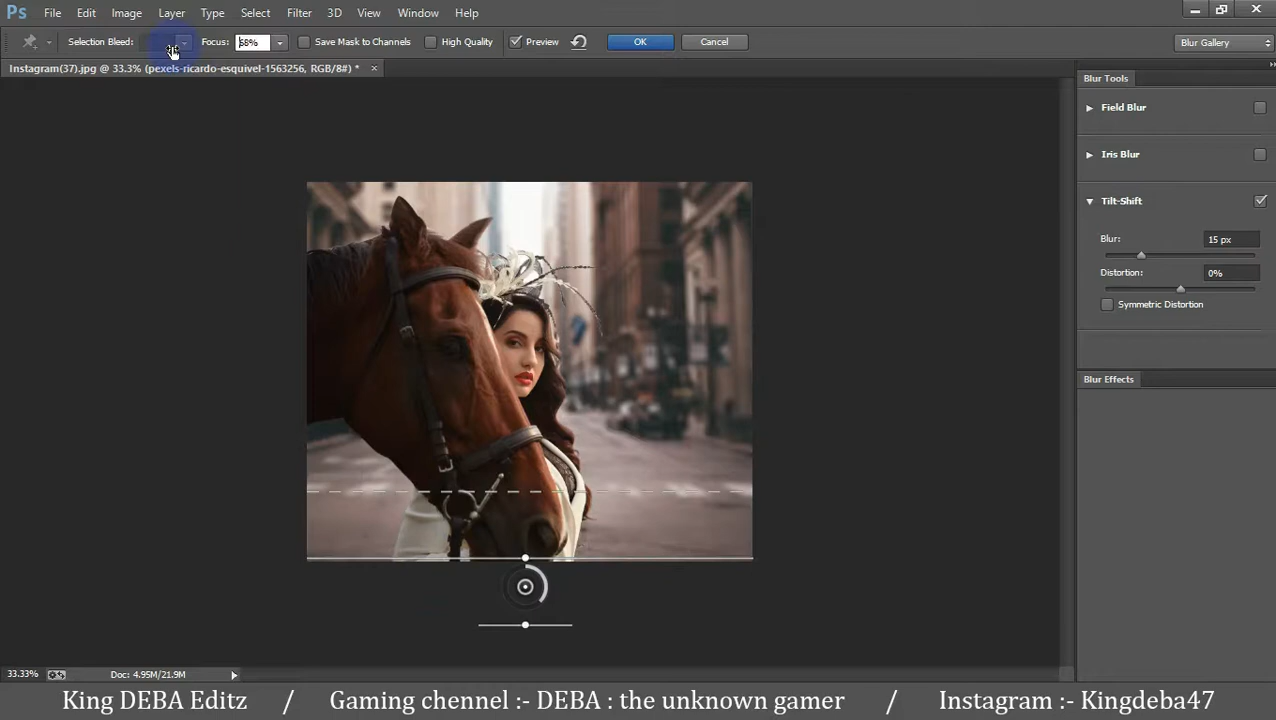 Ps File Edit Image Layer Type Select Filter 3D View Window Help
Selection Bleed: Focus: 68% Save Mask to Channels High Quality Preview OK Cancel Blur Gallery
Instagram(37).jpg @ 33.3% (pexels-ricardo-esquivel-1563256, RGB/8#) * ×
Blur Tools
Field Blur
Iris Blur
Tilt-Shift
Blur: 15 px
Distortion: 0%
Symmetric Distortion
Blur Effects
33.33% Doc: 4.95M/21.9M
King DEBA Editz / Gaming chennel :- DEBA : the unknown gamer / Instagram :- Kingdeba47